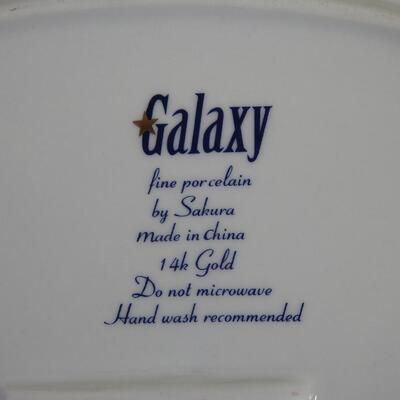 Galaxy
fine porcelain
by Sakura
made in china
14k Gold
Do not microwave
Hand wash recommended